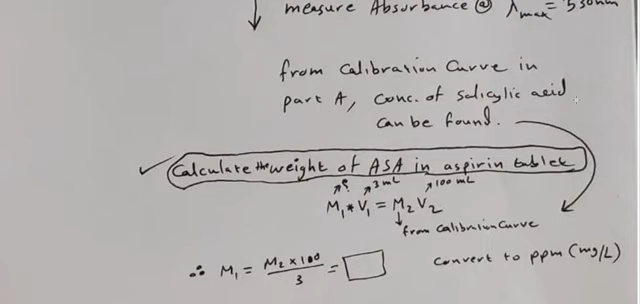 measure Absorbance @ λmax = 530nm
from Calibration Curve in
part A, conc. of salicylic acid
can be found.
✓ Calculate the weight of ASA in aspirin tablet
? 3 mL 100 mL
M₁ * V₁ = M₂ V₂
from Calibration Curve
∴ M₁ = M₂ × 100 / 3 = □
convert to ppm (mg/L)